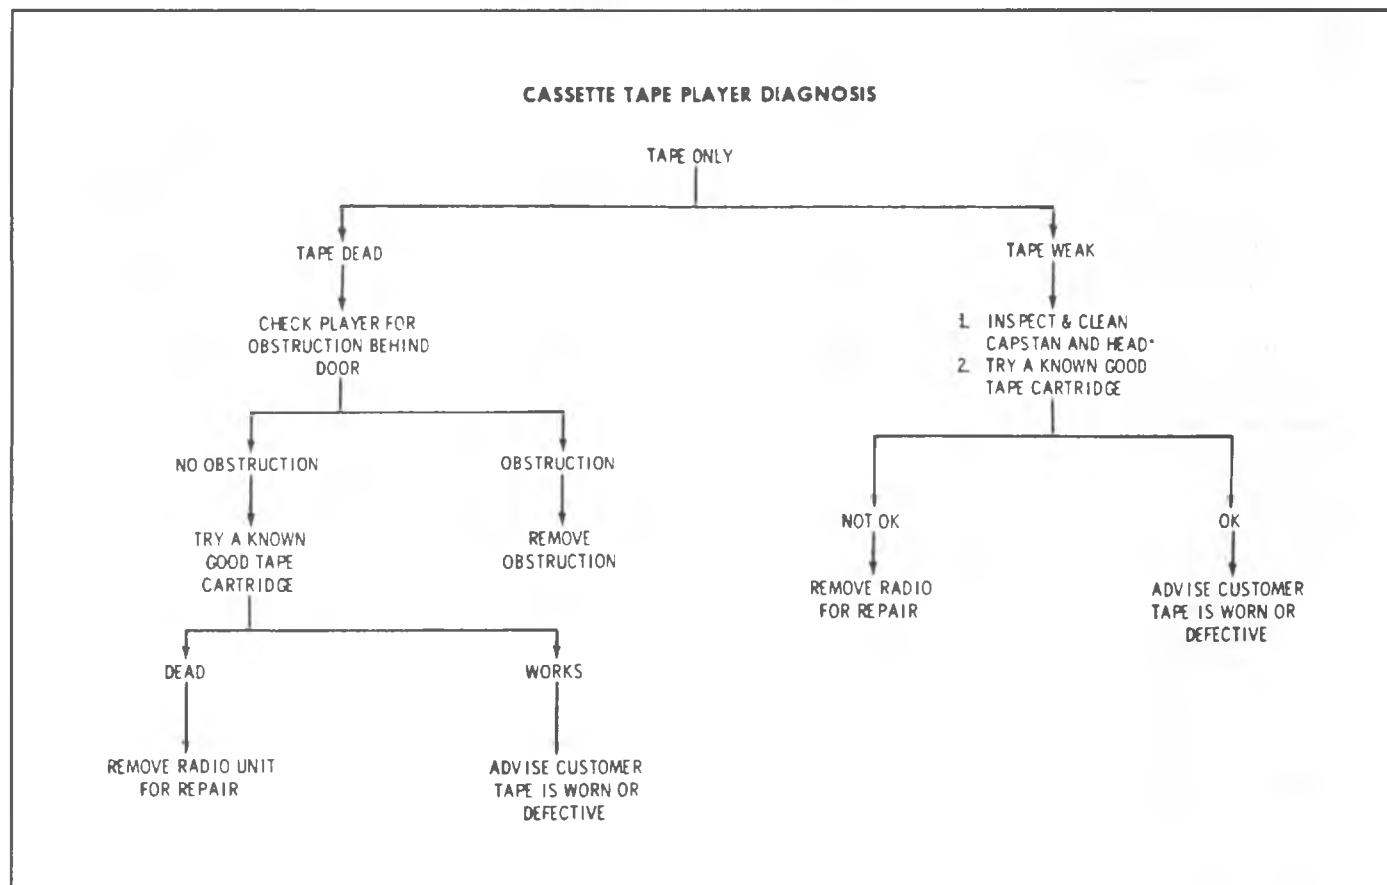 CASSETTE TAPE PLAYER DIAGNOSIS
TAPE ONLY
TAPE DEAD
CHECK PLAYER FOR
OBSTRUCTION BEHIND
DOOR
NO OBSTRUCTION
TRY A KNOWN
GOOD TAPE
CARTRIDGE
DEAD
REMOVE RADIO UNIT
FOR REPAIR
WORKS
ADVISE CUSTOMER
TAPE IS WORN OR
DEFECTIVE
OBSTRUCTION
REMOVE
OBSTRUCTION
TAPE WEAK
1. INSPECT & CLEAN
CAPSTAN AND HEAD*
2. TRY A KNOWN GOOD
TAPE CARTRIDGE
NOT OK
REMOVE RADIO
FOR REPAIR
OK
ADVISE CUSTOMER
TAPE IS WORN OR
DEFECTIVE